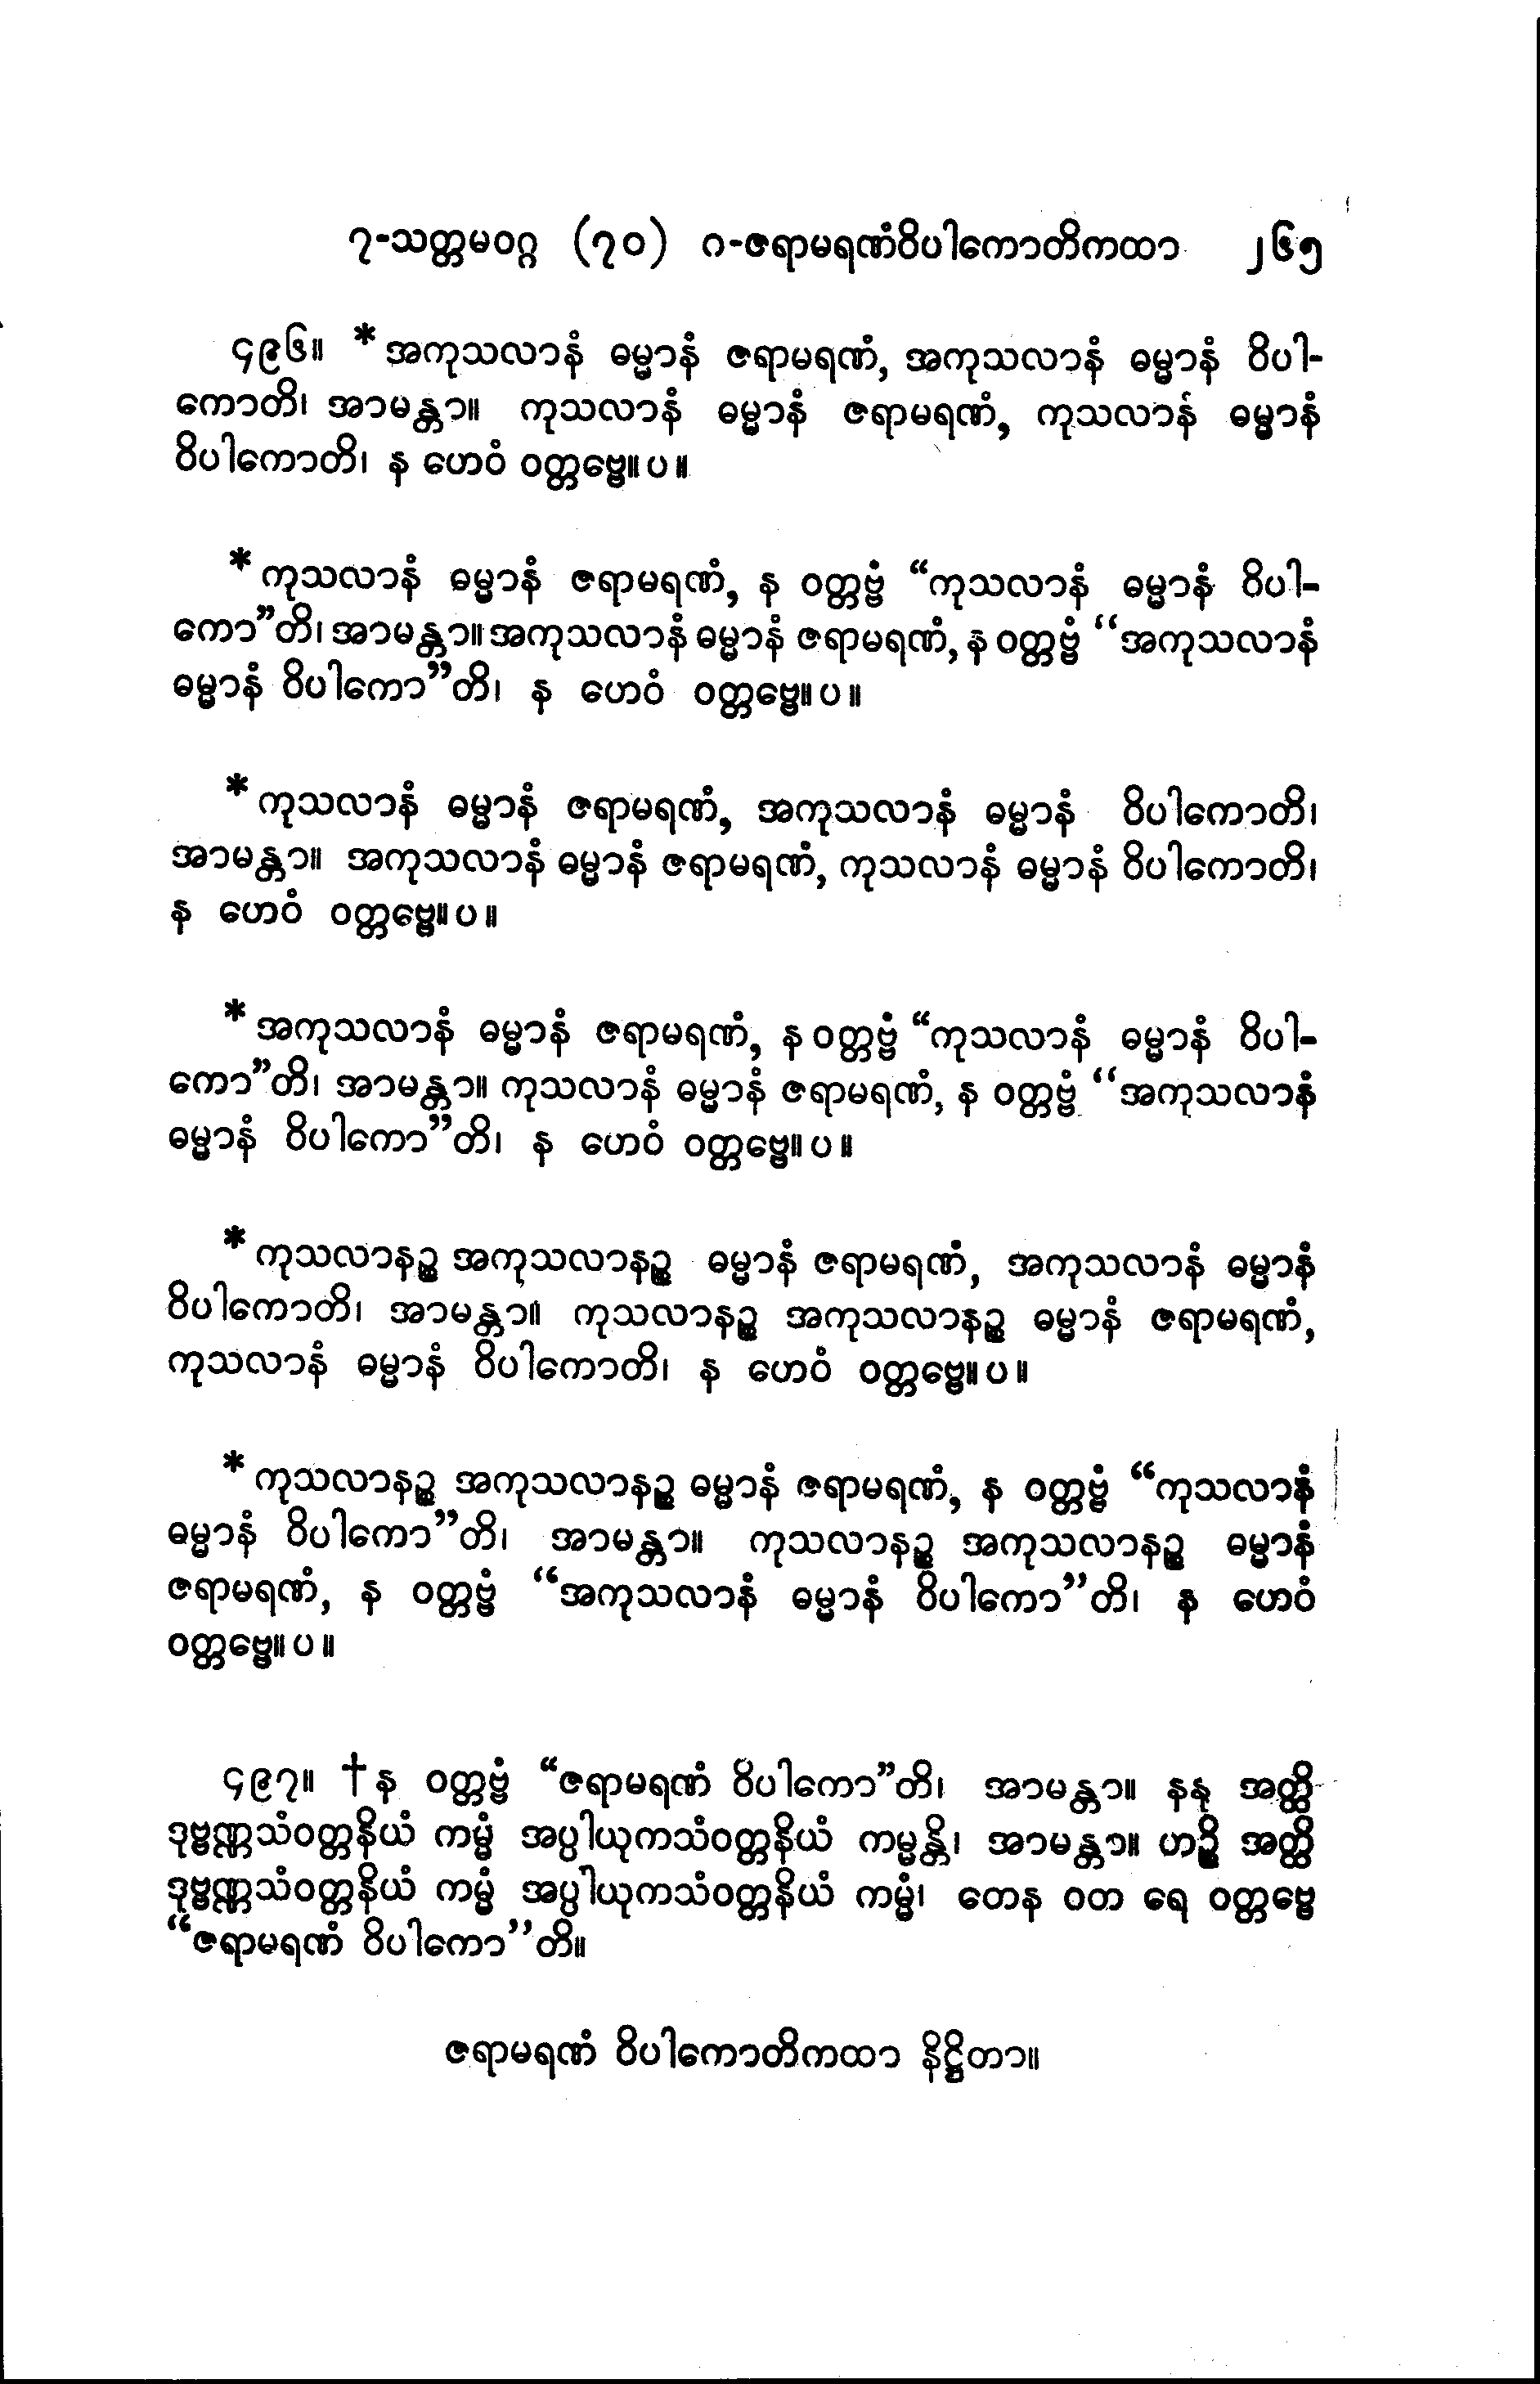 ၇-သတ္တမဝဂ္ဂ (၇၀) ဂ-ဇရာမရဏံဝိပါကောတိကထာ ၂၆၅
၄၉၆။ *အကုသလာနံ ဓမ္မာနံ ဇရာမရဏံ, အကုသလာနံ ဓမ္မာနံ ဝိပါ-
ကောတိ၊ အာမန္တာ။ ကုသလာနံ ဓမ္မာနံ ဇရာမရဏံ, ကုသလာနံ ဓမ္မာနံ
ဝိပါကောတိ၊ န ဟေဝံ ဝတ္တဗ္ဗေ။ ပ ။
*ကုသလာနံ ဓမ္မာနံ ဇရာမရဏံ, န ဝတ္တဗ္ဗံ “ကုသလာနံ ဓမ္မာနံ ဝိပါ-
ကော”တိ၊ အာမန္တာ။ အကုသလာနံ ဓမ္မာနံ ဇရာမရဏံ, န ဝတ္တဗ္ဗံ “အကုသလာနံ
ဓမ္မာနံ ဝိပါကော”တိ၊ န ဟေဝံ ဝတ္တဗ္ဗေ။ ပ ။
*ကုသလာနံ ဓမ္မာနံ ဇရာမရဏံ, အကုသလာနံ ဓမ္မာနံ ဝိပါကောတိ၊
အာမန္တာ။ အကုသလာနံ ဓမ္မာနံ ဇရာမရဏံ, ကုသလာနံ ဓမ္မာနံ ဝိပါကောတိ၊
န ဟေဝံ ဝတ္တဗ္ဗေ။ ပ ။
*အကုသလာနံ ဓမ္မာနံ ဇရာမရဏံ, န ဝတ္တဗ္ဗံ “ကုသလာနံ ဓမ္မာနံ ဝိပါ-
ကော”တိ၊ အာမန္တာ။ ကုသလာနံ ဓမ္မာနံ ဇရာမရဏံ, န ဝတ္တဗ္ဗံ “အကုသလာနံ
ဓမ္မာနံ ဝိပါကော”တိ၊ န ဟေဝံ ဝတ္တဗ္ဗေ။ ပ ။
*ကုသလာနဉ္စ အကုသလာနဉ္စ ဓမ္မာနံ ဇရာမရဏံ, အကုသလာနံ ဓမ္မာနံ
ဝိပါကောတိ၊ အာမန္တာ။ ကုသလာနဉ္စ အကုသလာနဉ္စ ဓမ္မာနံ ဇရာမရဏံ,
ကုသလာနံ ဓမ္မာနံ ဝိပါကောတိ၊ န ဟေဝံ ဝတ္တဗ္ဗေ။ ပ ။
*ကုသလာနဉ္စ အကုသလာနဉ္စ ဓမ္မာနံ ဇရာမရဏံ, န ဝတ္တဗ္ဗံ “ကုသလာနံ
ဓမ္မာနံ ဝိပါကော”တိ၊ အာမန္တာ။ ကုသလာနဉ္စ အကုသလာနဉ္စ ဓမ္မာနံ
ဇရာမရဏံ, န ဝတ္တဗ္ဗံ “အကုသလာနံ ဓမ္မာနံ ဝိပါကော”တိ၊ န ဟေဝံ
ဝတ္တဗ္ဗေ။ ပ ။
၄၉၇။ †န ဝတ္တဗ္ဗံ “ဇရာမရဏံ ဝိပါကော”တိ၊ အာမန္တာ။ နနု အတ္ထိ
ဒုဗ္ဗဏ္ဏသံဝတ္တနိယံ ကမ္မံ အပ္ပါယုကသံဝတ္တနိယံ ကမ္မန္တိ၊ အာမန္တာ။ ဟဉ္စိ အတ္ထိ
ဒုဗ္ဗဏ္ဏသံဝတ္တနိယံ ကမ္မံ အပ္ပါယုကသံဝတ္တနိယံ ကမ္မံ၊ တေန ဝတ ရေ ဝတ္တဗ္ဗေ
“ဇရာမရဏံ ဝိပါကော”တိ။
ဇရာမရဏံ ဝိပါကောတိကထာ နိဋ္ဌိတာ။